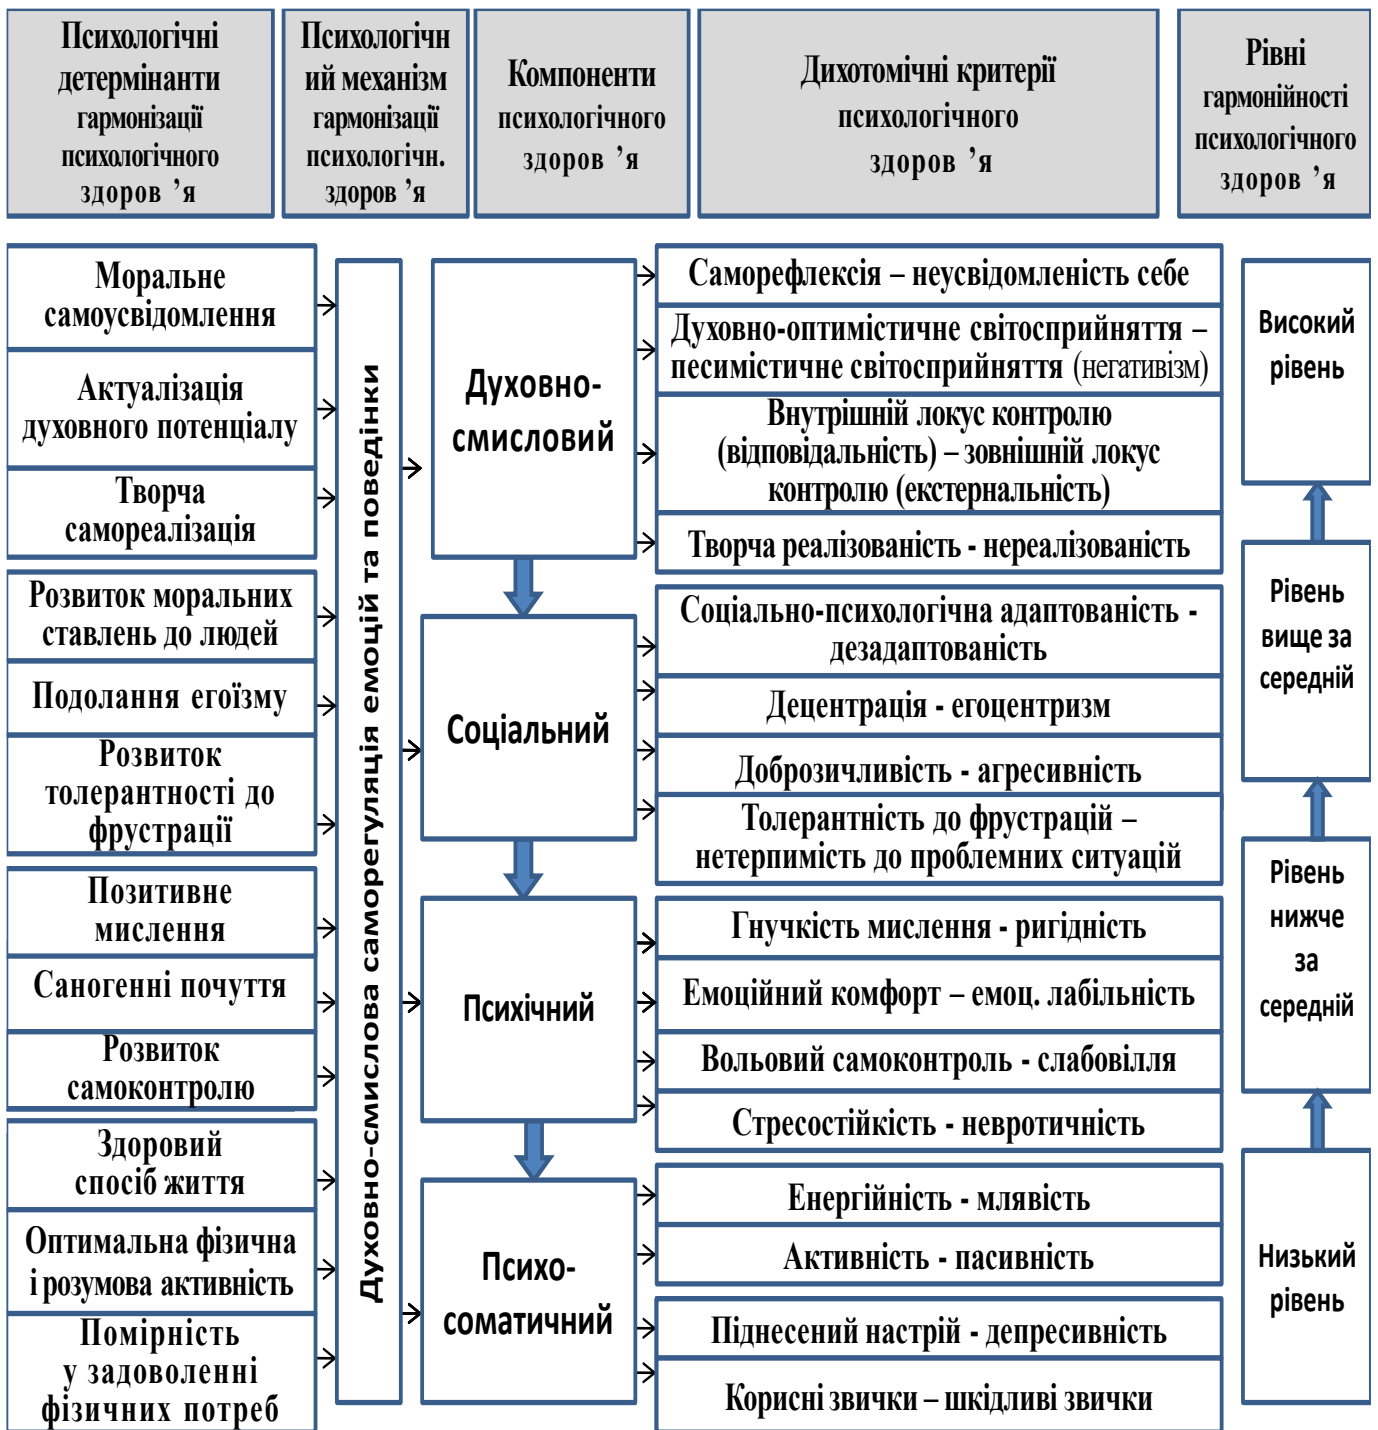 Психологічні
детермінанти
гармонізації
психологічного
здоров ’я
Психологічн
ий механізм
гармонізації
психологічн.
здоров ’я
Компоненти
психологічного
здоров ’я
Дихотомічні критерії
психологічного
здоров ’я
Рівні
гармонійності
психологічного
здоров ’я
Моральне
самоусвідомлення
Актуалізація
духовного потенціалу
Творча
самореалізація
Розвиток моральних
ставлень до людей
Подолання егоїзму
Розвиток
толерантності до
фрустрації
Позитивне
мислення
Саногенні почуття
Розвиток
самоконтролю
Здоровий
спосіб життя
Оптимальна фізична
і розумова активність
Помірність
у задоволенні
фізичних потреб
Духовно-смислова саморегуляція емоцій та поведінки
Духовно-
смисловий
Соціальний
Психічний
Психо-
соматичний
Саморефлексія – неусвідомленість себе
Духовно-оптимістичне світосприйняття –
песимістичне світосприйняття (негативізм)
Внутрішній локус контролю
(відповідальність) – зовнішній локус
контролю (екстернальність)
Творча реалізованість - нереалізованість
Соціально-психологічна адаптованість -
дезадаптованість
Децентрація - егоцентризм
Доброзичливість - агресивність
Толерантність до фрустрацій –
нетерпимість до проблемних ситуацій
Гнучкість мислення - ригідність
Емоційний комфорт – емоц. лабільність
Вольовий самоконтроль - слабовілля
Стресостійкість - невротичність
Енергійність - млявість
Активність - пасивність
Піднесений настрій - депресивність
Корисні звички – шкідливі звички
Високий
рівень
Рівень
вище за
середній
Рівень
нижче
за
середній
Низький
рівень